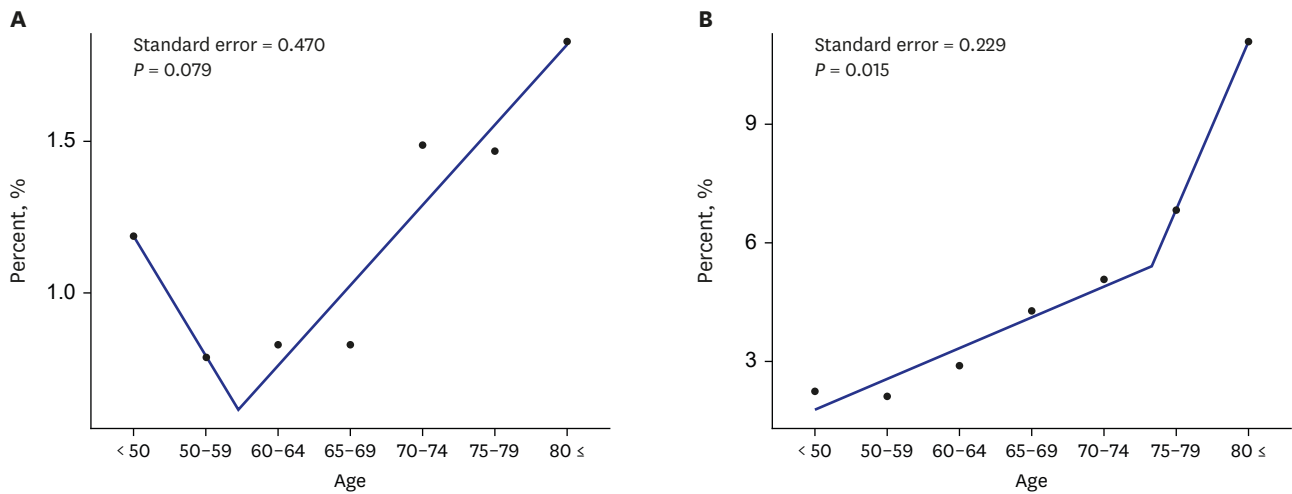 A
Standard error = 0.470
P = 0.079
Percent, %
1.5
1.0
< 50 50–59 60–64 65–69 70–74 75–79 80 ≤
Age
B
Standard error = 0.229
P = 0.015
Percent, %
9
6
3
< 50 50–59 60–64 65–69 70–74 75–79 80 ≤
Age